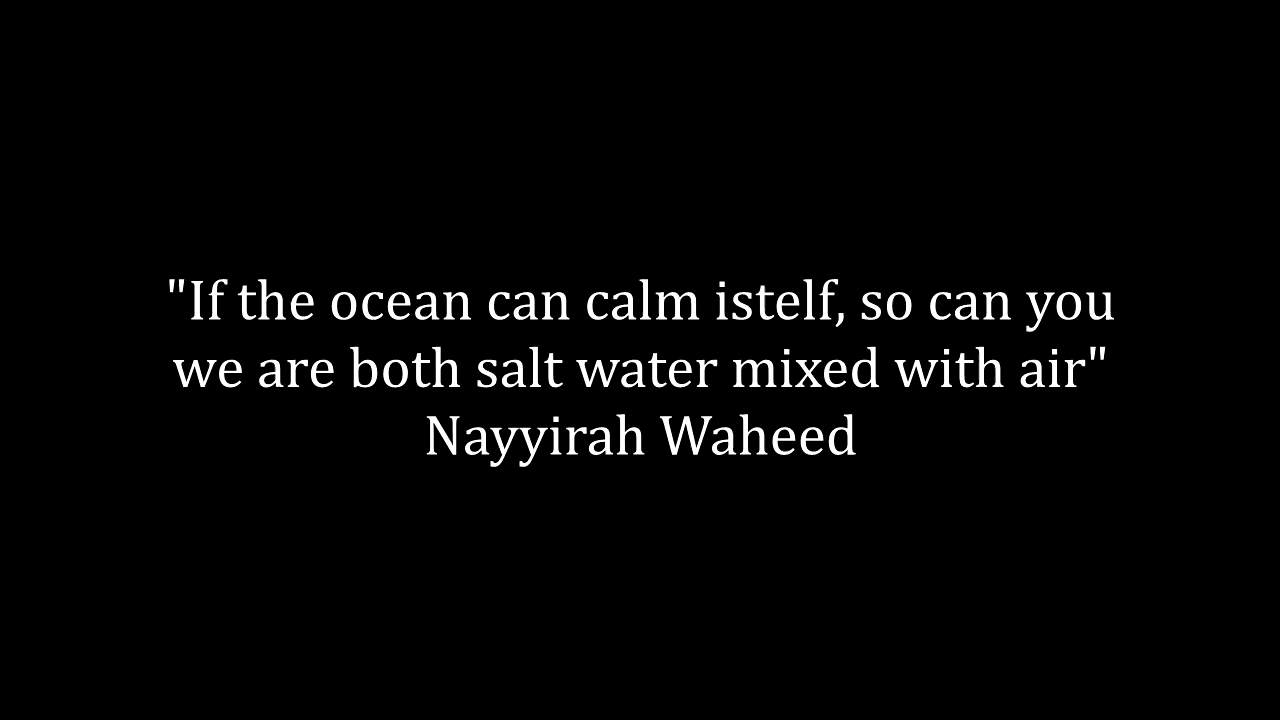 "If the ocean can calm istelf, so can you
we are both salt water mixed with air"
Nayyirah Waheed